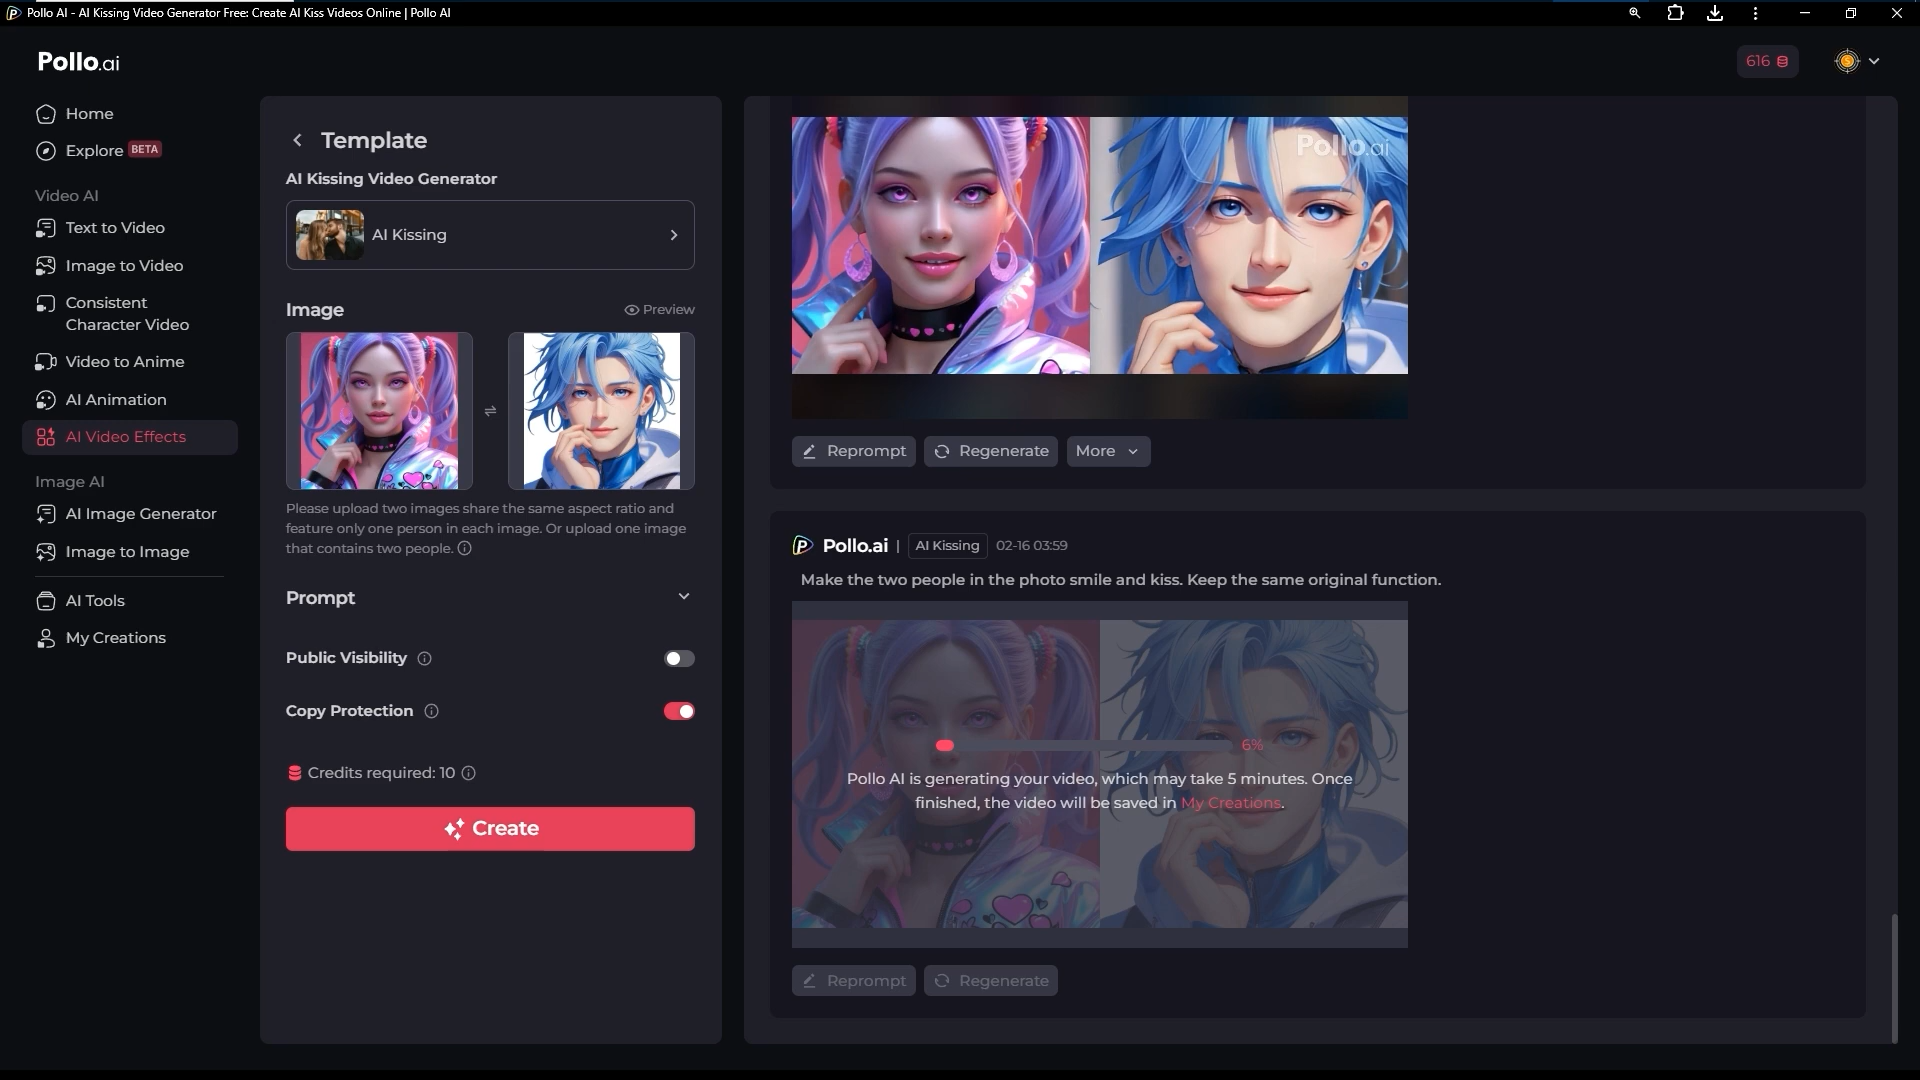 Pollo AI - AI Kissing Video Generator Free: Create AI Kiss Videos Online | Pollo AI
Pollo.ai
616
Home
Explore BETA
Video AI
Text to Video
Image to Video
Consistent
Character Video
Video to Anime
AI Animation
AI Video Effects
Image AI
AI Image Generator
Image to Image
AI Tools
My Creations
Template
AI Kissing Video Generator
AI Kissing
Image
Preview
Please upload two images share the same aspect ratio and
feature only one person in each image. Or upload one image
that contains two people.
Prompt
Public Visibility
Copy Protection
Credits required: 10
Create
Pollo.ai
Reprompt
Regenerate
More
Pollo.ai | AI Kissing 02-16 03:59
Make the two people in the photo smile and kiss. Keep the same original function.
6%
Pollo AI is generating your video, which may take 5 minutes. Once
finished, the video will be saved in My Creations.
Reprompt
Regenerate